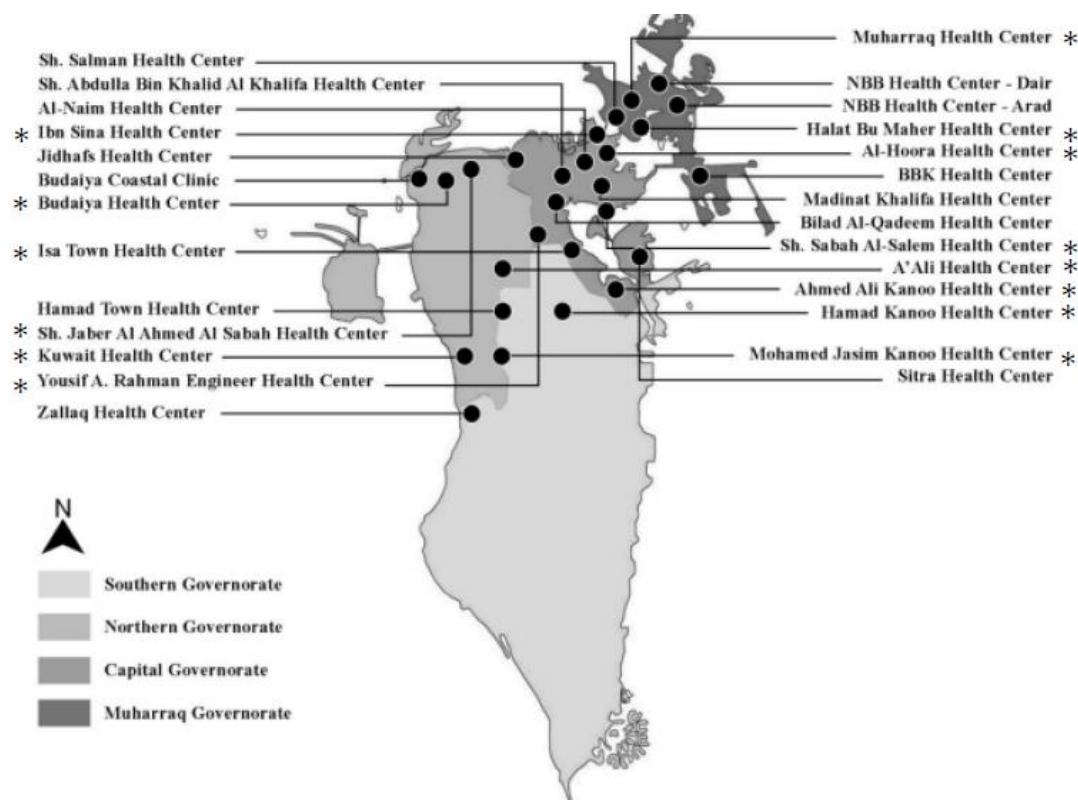 Sh. Salman Health Center
Sh. Abdulla Bin Khalid Al Khalifa Health Center
Al-Naim Health Center
* Ibn Sina Health Center
Jidhafs Health Center
Budaiya Coastal Clinic
* Budaiya Health Center
* Isa Town Health Center
Hamad Town Health Center
* Sh. Jaber Al Ahmed Al Sabah Health Center
* Kuwait Health Center
* Yousif A. Rahman Engineer Health Center
Zallaq Health Center
Muharraq Health Center *
NBB Health Center - Dair
NBB Health Center - Arad
Halat Bu Maher Health Center *
Al-Hoora Health Center *
BBK Health Center
Madinat Khalifa Health Center
Bilad Al-Qadeem Health Center
Sh. Sabah Al-Salem Health Center *
A'Ali Health Center *
Ahmed Ali Kanoo Health Center *
Hamad Kanoo Health Center *
Mohamed Jasim Kanoo Health Center *
Sitra Health Center
N
Southern Governorate
Northern Governorate
Capital Governorate
Muharraq Governorate